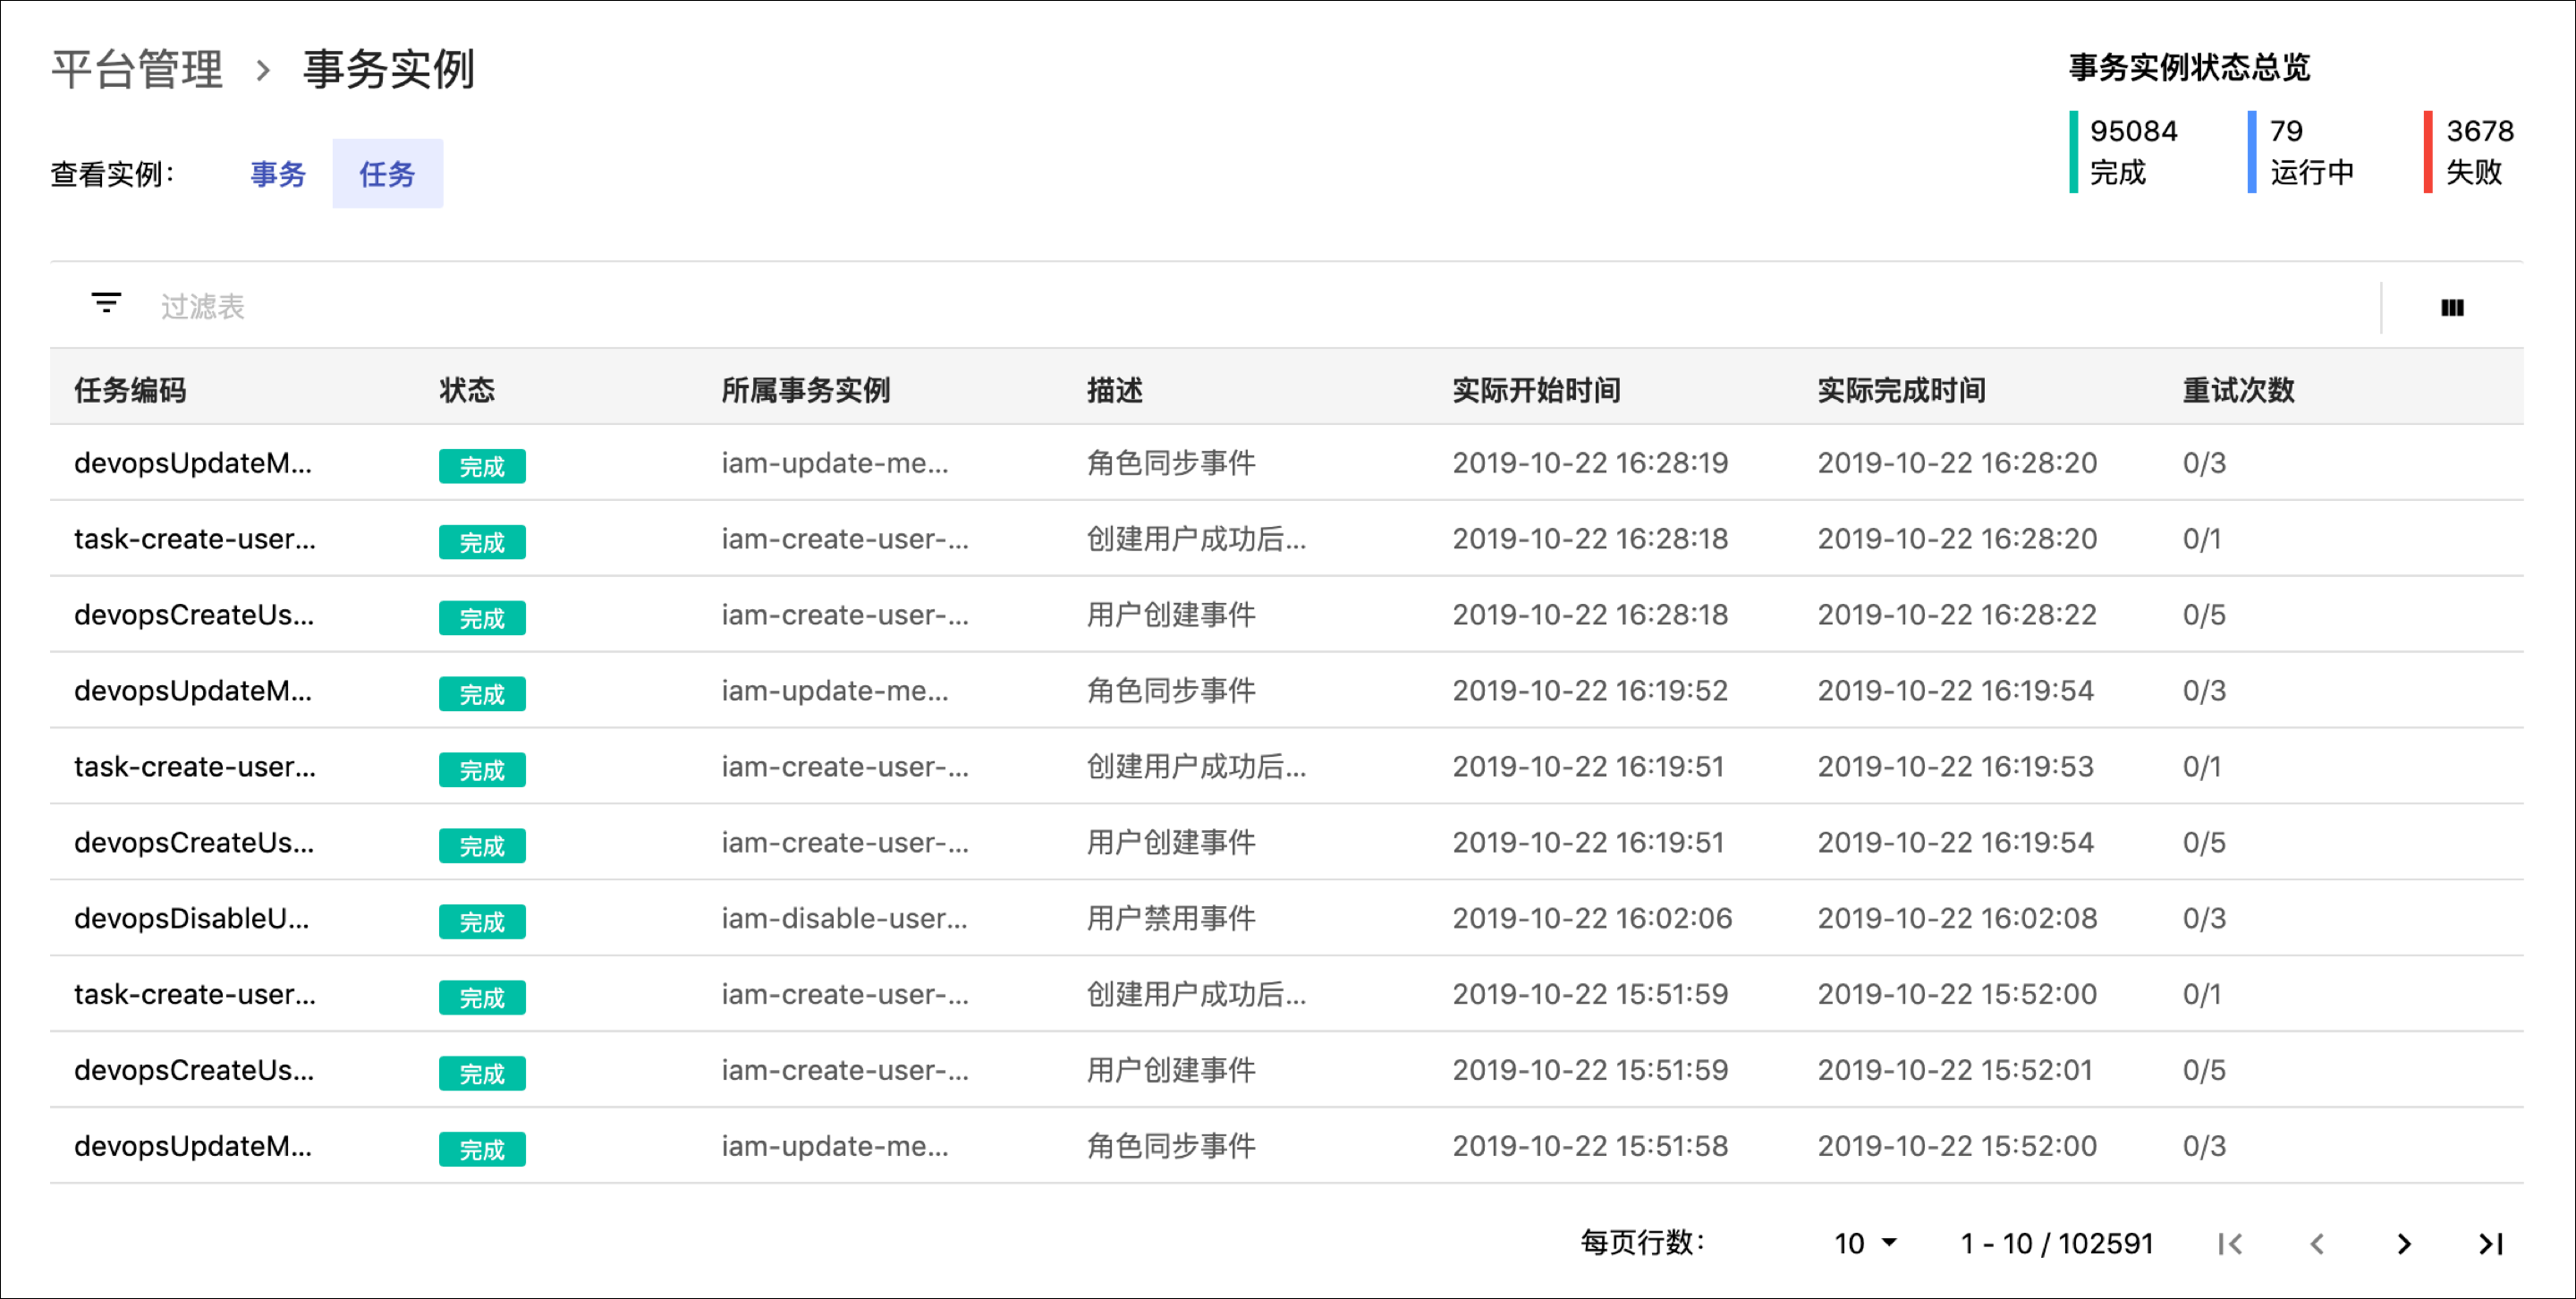 平台管理 › 事务实例
事务实例状态总览
95084 79 3678
完成 运行中 失败
查看实例： 事务 任务
过滤表
任务编码 状态 所属事务实例 描述 实际开始时间 实际完成时间 重试次数
devopsUpdateM... 完成 iam-update-me... 角色同步事件 2019-10-22 16:28:19 2019-10-22 16:28:20 0/3
task-create-user... 完成 iam-create-user-... 创建用户成功后... 2019-10-22 16:28:18 2019-10-22 16:28:20 0/1
devopsCreateUs... 完成 iam-create-user-... 用户创建事件 2019-10-22 16:28:18 2019-10-22 16:28:22 0/5
devopsUpdateM... 完成 iam-update-me... 角色同步事件 2019-10-22 16:19:52 2019-10-22 16:19:54 0/3
task-create-user... 完成 iam-create-user-... 创建用户成功后... 2019-10-22 16:19:51 2019-10-22 16:19:53 0/1
devopsCreateUs... 完成 iam-create-user-... 用户创建事件 2019-10-22 16:19:51 2019-10-22 16:19:54 0/5
devopsDisableU... 完成 iam-disable-user... 用户禁用事件 2019-10-22 16:02:06 2019-10-22 16:02:08 0/3
task-create-user... 完成 iam-create-user-... 创建用户成功后... 2019-10-22 15:51:59 2019-10-22 15:52:00 0/1
devopsCreateUs... 完成 iam-create-user-... 用户创建事件 2019-10-22 15:51:59 2019-10-22 15:52:01 0/5
devopsUpdateM... 完成 iam-update-me... 角色同步事件 2019-10-22 15:51:58 2019-10-22 15:52:00 0/3
每页行数： 10 1 - 10 / 102591